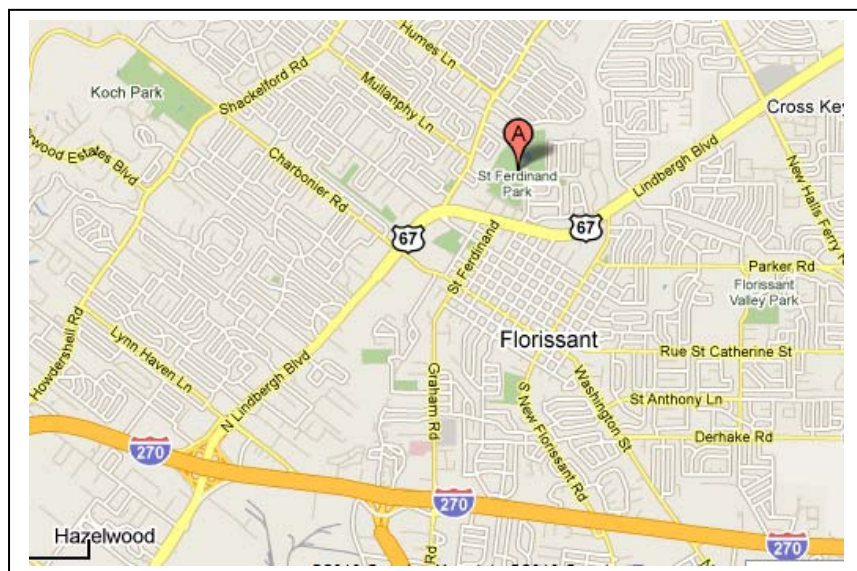 Humes Ln
Koch Park
Shackelford Rd
Mullanphy Ln
Cross Key
A
St Ferdinand
Park
Lindbergh Blvd
wood Estates Blvd
Charbonier Rd
New Halls Ferry R
67
67
St Ferdinand
Parker Rd
Florissant
Valley Park
Howdershell Rd
Lynn Haven Ln
Florissant
Rue St Catherine St
N Lindbergh Blvd
Graham Rd
Washington St
St Anthony Ln
S New Florissant Rd
Derhake Rd
270
270
Hazelwood
Rd
270